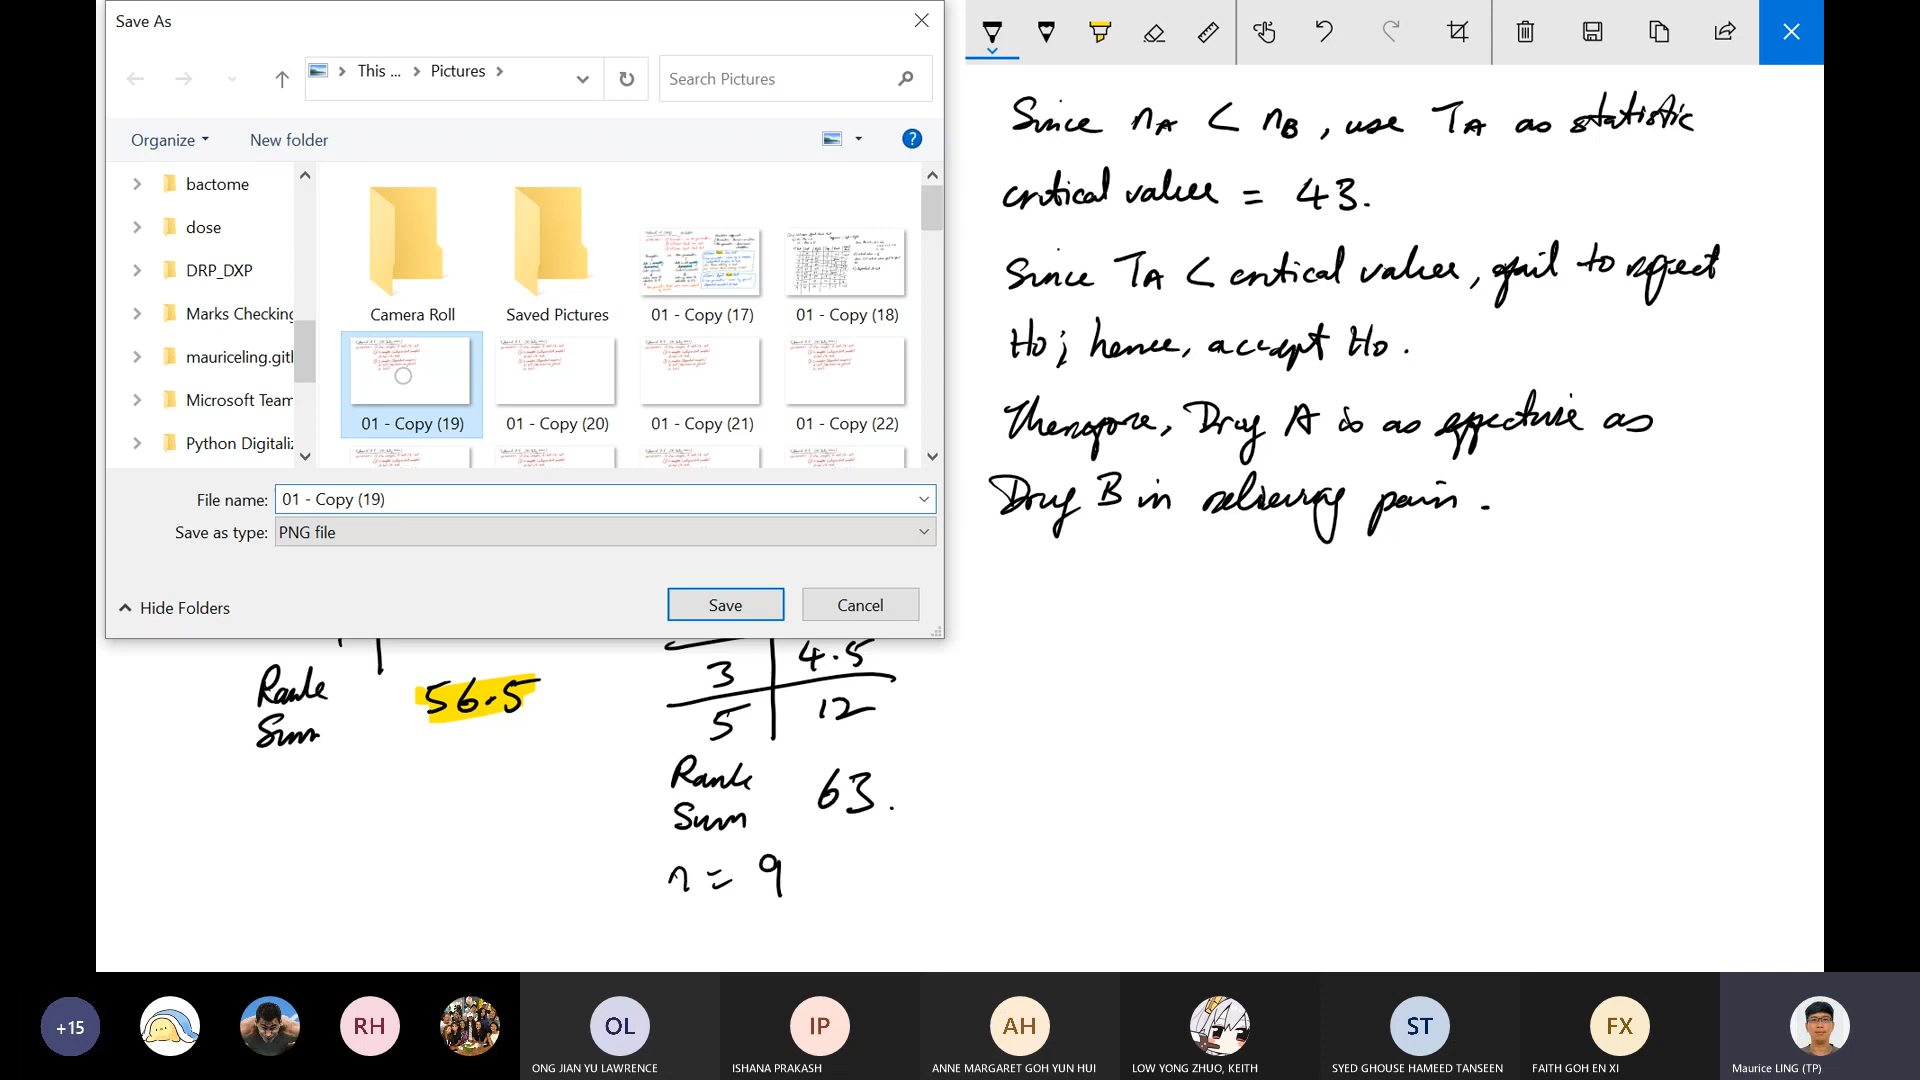 Save As
This ...
Pictures
Search Pictures
Organize
New folder
bactome
dose
DRP_DXP
Marks Checking
mauriceling.gitl
Microsoft Team
Python Digitaliz
Camera Roll
Saved Pictures
01 - Copy (17)
01 - Copy (18)
01 - Copy (19)
01 - Copy (20)
01 - Copy (21)
01 - Copy (22)
File name: 01 - Copy (19)
Save as type: PNG file
Hide Folders
Save
Cancel
Rank
Sum
56.5
3 4.5
5 12
Rank
Sum
63.
n = 9
Since nA < nB, use TA as statistic
critical value = 43.
Since TA < critical value, fail to reject
Ho; hence, accept Ho.
Therefore, Drug A is as effective as
Drug B in relieving pain.
+15
RH
OL
IP
AH
ST
FX
ONG JIAN YU LAWRENCE
ISHANA PRAKASH
ANNE MARGARET GOH YUN HUI
LOW YONG ZHUO, KEITH
SYED GHOUSE HAMEED TANSEEN
FAITH GOH EN XI
Maurice LING (TP)